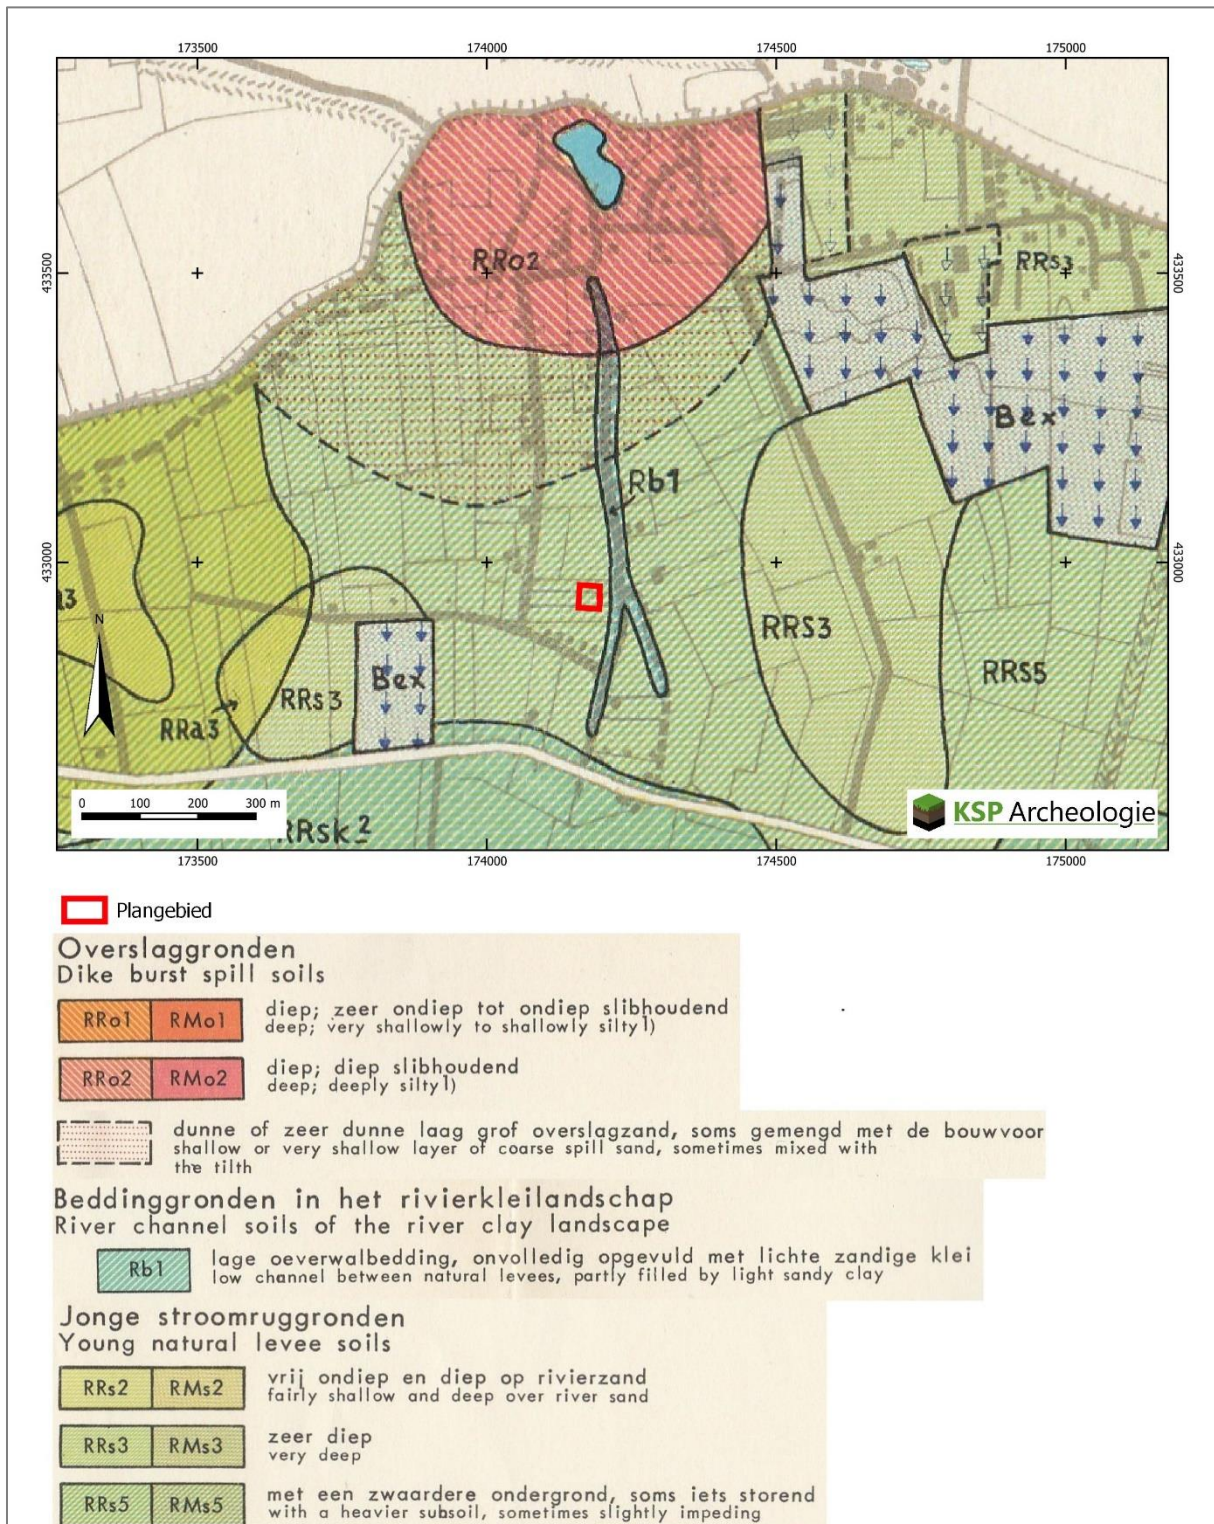 173500
174000
174500
175000
433500
433500
RRo2
RRs3
Bex
Rb1
433000
433000
a3
RRS3
RRs3
Bex
RRs5
RRa3
N
0 100 200 300 m
RRsk2
KSP Archeologie
173500
174000
174500
175000
Plangebied
Overslaggronden
Dike burst spill soils
RRo1 RMo1 diep; zeer ondiep tot ondiep slibhoudend
deep; very shallowly to shallowly silty1)
RRo2 RMo2 diep; diep slibhoudend
deep; deeply silty1)
dunne of zeer dunne laag grof overslagzand, soms gemengd met de bouwvoor
shallow or very shallow layer of coarse spill sand, sometimes mixed with
the tilth
Beddinggronden in het rivierkleilandschap
River channel soils of the river clay landscape
Rb1 lage oeverwalbedding, onvolledig opgevuld met lichte zandige klei
low channel between natural levees, partly filled by light sandy clay
Jonge stroomruggronden
Young natural levee soils
RRs2 RMs2 vrij ondiep en diep op rivierzand
fairly shallow and deep over river sand
RRs3 RMs3 zeer diep
very deep
RRs5 RMs5 met een zwaardere ondergrond, soms iets storend
with a heavier subsoil, sometimes slightly impeding